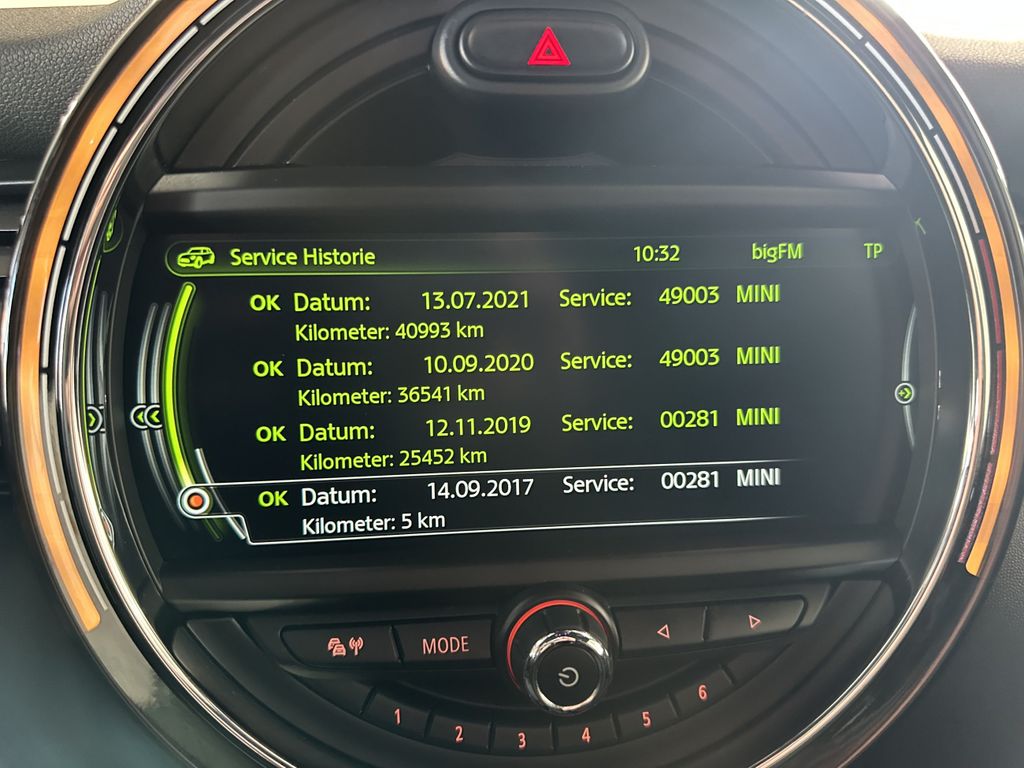 Service Historie 10:32 bigFM TP
OK Datum: 13.07.2021 Service: 49003 MINI
Kilometer: 40993 km
OK Datum: 10.09.2020 Service: 49003 MINI
Kilometer: 36541 km
OK Datum: 12.11.2019 Service: 00281 MINI
Kilometer: 25452 km
OK Datum: 14.09.2017 Service: 00281 MINI
Kilometer: 5 km
MODE
1 2 3 4 5 6